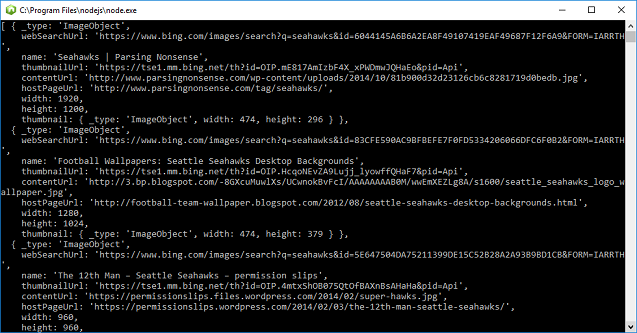 C:\Program Files\nodejs\node.exe
[ { _type: 'ImageObject',
webSearchUrl: 'https://www.bing.com/images/search?q=seahawks&id=6044145A6B6A2EA8F49107419EAF49687F12F6A9&FORM=IARRTH
',
name: 'Seahawks | Parsing Nonsense',
thumbnailUrl: 'https://tse1.mm.bing.net/th?id=OIP.mE817AmIzbF4X_xPWDmwJQHaEo&pid=Api',
contentUrl: 'http://www.parsingnonsense.com/wp-content/uploads/2014/10/81b900d32d23126cb6c8281719d0bedb.jpg',
hostPageUrl: 'http://www.parsingnonsense.com/tag/seahawks/',
width: 1920,
height: 1200,
thumbnail: { _type: 'ImageObject', width: 474, height: 296 } },
{ _type: 'ImageObject',
webSearchUrl: 'https://www.bing.com/images/search?q=seahawks&id=83CFE590AC9BFBEFE7F0FD5334206066DFC6F0B2&FORM=IARRTH
',
name: 'Football Wallpapers: Seattle Seahawks Desktop Backgrounds',
thumbnailUrl: 'https://tse1.mm.bing.net/th?id=OIP.HcqoNEvZA9Lujj_lyowffQHaF7&pid=Api',
contentUrl: 'http://3.bp.blogspot.com/-8GXcuMuwlXs/UCwnokBvFcI/AAAAAAAAB0M/wwEmXEZLg8A/s1600/seattle_seahawks_logo_w
allpaper.jpg',
hostPageUrl: 'http://football-team-wallpaper.blogspot.com/2012/08/seattle-seahawks-desktop-backgrounds.html',
width: 1280,
height: 1024,
thumbnail: { _type: 'ImageObject', width: 474, height: 379 } },
{ _type: 'ImageObject',
webSearchUrl: 'https://www.bing.com/images/search?q=seahawks&id=5E647504DA75211399DE15C52B28A2A93B9BD1CB&FORM=IARRTH
',
name: 'The 12th Man – Seattle Seahawks – permission slips',
thumbnailUrl: 'https://tse1.mm.bing.net/th?id=OIP.4mtxShOB075QtOfBAXnBsAHaHa&pid=Api',
contentUrl: 'https://permissionslips.files.wordpress.com/2014/02/super-hawks.jpg',
hostPageUrl: 'https://permissionslips.wordpress.com/2014/02/03/the-12th-man-seattle-seahawks/',
width: 960,
height: 960,